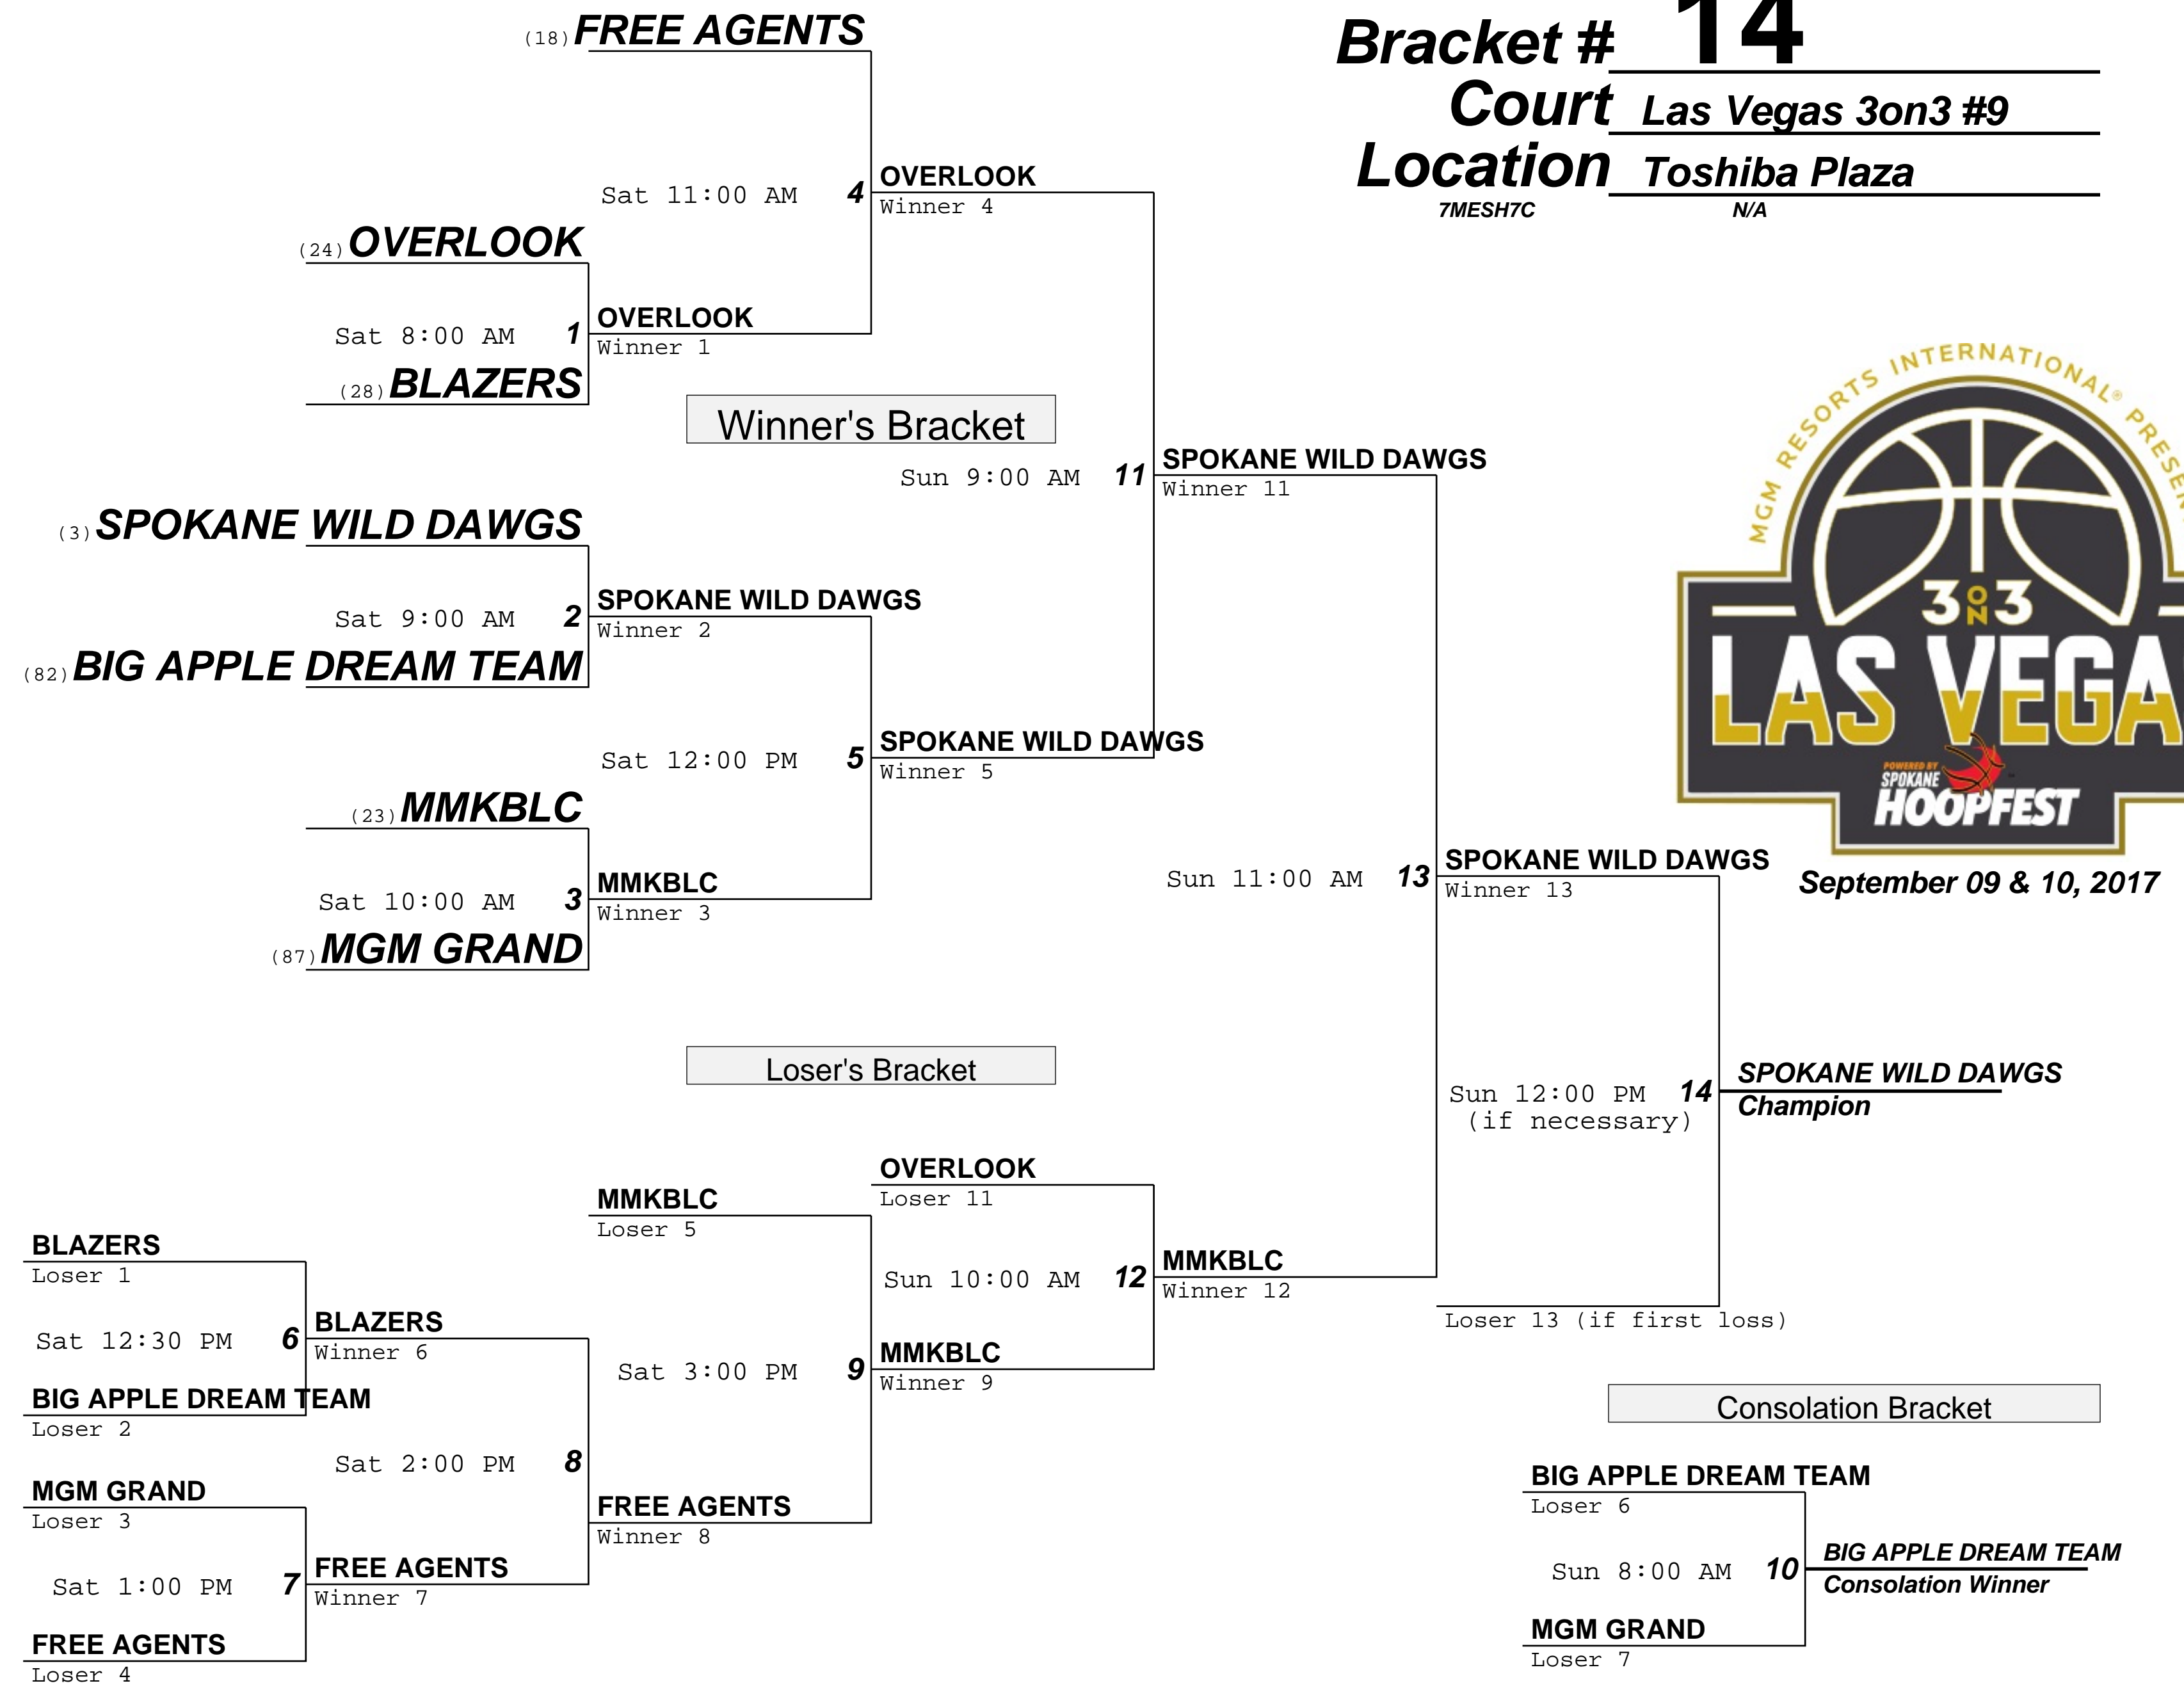 Bracket # 14
Court Las Vegas 3on3 #9
Location Toshiba Plaza
7MESH7C N/A
(18) FREE AGENTS
Sat 11:00 AM 4
OVERLOOK
Winner 4
(24) OVERLOOK
Sat 8:00 AM 1
OVERLOOK
Winner 1
(28) BLAZERS
Winner's Bracket
Sun 9:00 AM 11
SPOKANE WILD DAWGS
Winner 11
(3) SPOKANE WILD DAWGS
Sat 9:00 AM 2
SPOKANE WILD DAWGS
Winner 2
(82) BIG APPLE DREAM TEAM
Sat 12:00 PM 5
SPOKANE WILD DAWGS
Winner 5
(23) MMKBLC
Sat 10:00 AM 3
MMKBLC
Winner 3
(87) MGM GRAND
MGM RESORTS INTERNATIONAL® PRESEN
3 ON 3
LAS VEGA
POWERED BY
SPOKANE
HOOPFEST
September 09 & 10, 2017
Sun 11:00 AM 13
SPOKANE WILD DAWGS
Winner 13
Sun 12:00 PM 14
(if necessary)
SPOKANE WILD DAWGS
Champion
Loser 13 (if first loss)
Loser's Bracket
BLAZERS
Loser 1
Sat 12:30 PM 6
BLAZERS
Winner 6
BIG APPLE DREAM TEAM
Loser 2
Sat 2:00 PM 8
MGM GRAND
Loser 3
Sat 1:00 PM 7
FREE AGENTS
Winner 7
FREE AGENTS
Loser 4
MMKBLC
Loser 5
Sat 3:00 PM 9
FREE AGENTS
Winner 8
OVERLOOK
Loser 11
Sun 10:00 AM 12
MMKBLC
Winner 12
MMKBLC
Winner 9
Consolation Bracket
BIG APPLE DREAM TEAM
Loser 6
Sun 8:00 AM 10
BIG APPLE DREAM TEAM
Consolation Winner
MGM GRAND
Loser 7